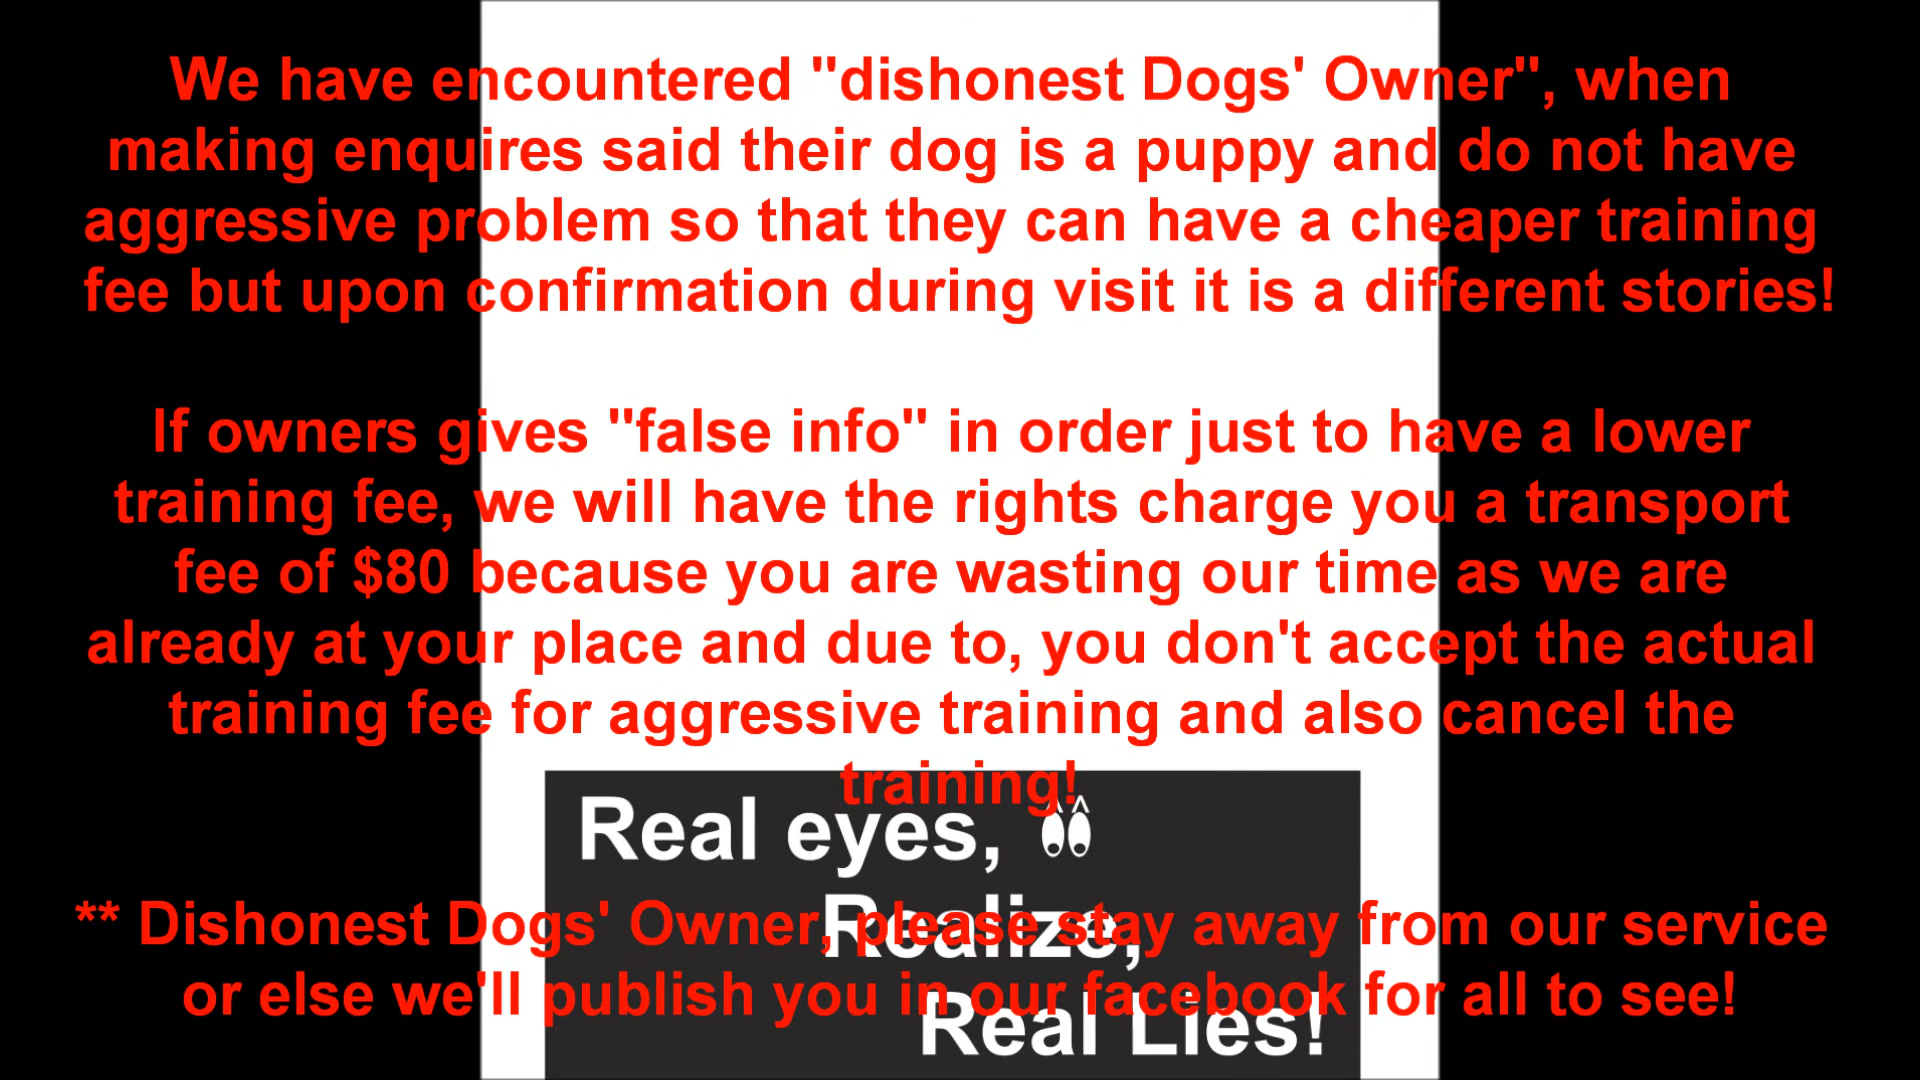 We have encountered "dishonest Dogs' Owner", when
making enquires said their dog is a puppy and do not have
aggressive problem so that they can have a cheaper training
fee but upon confirmation during visit it is a different stories!
If owners gives "false info" in order just to have a lower
training fee, we will have the rights charge you a transport
fee of $80 because you are wasting our time as we are
already at your place and due to, you don't accept the actual
training fee for aggressive training and also cancel the
training!
Real eyes,
Realize,
Real Lies!
** Dishonest Dogs' Owner, please stay away from our service
or else we'll publish you in our facebook for all to see!